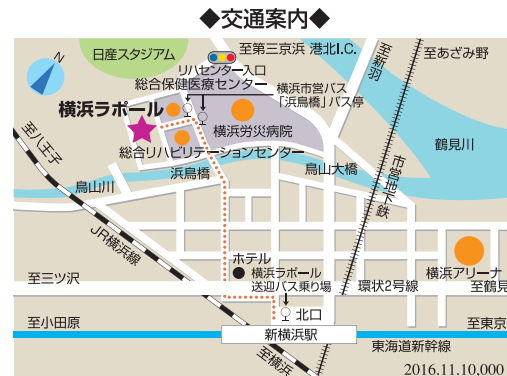 ◆交通案内◆
日産スタジアム
至第三京浜 港北I.C.
至新羽
至あざみ野
N
リハセンター入口
総合保健医療センター
横浜市営バス
「浜鳥橋」バス停
横浜ラポール
横浜労災病院
鶴見川
至八王子
総合リハビリテーションセンター
鳥山大橋
市営地下鉄
浜鳥橋
鳥山川
JR横浜線
ホテル
横浜ラポール
送迎バス乗り場
横浜アリーナ
至三ツ沢
環状2号線
至鶴見
北口
至小田原
新横浜駅
至東京
東海道新幹線
至横浜
2016.11.10,000